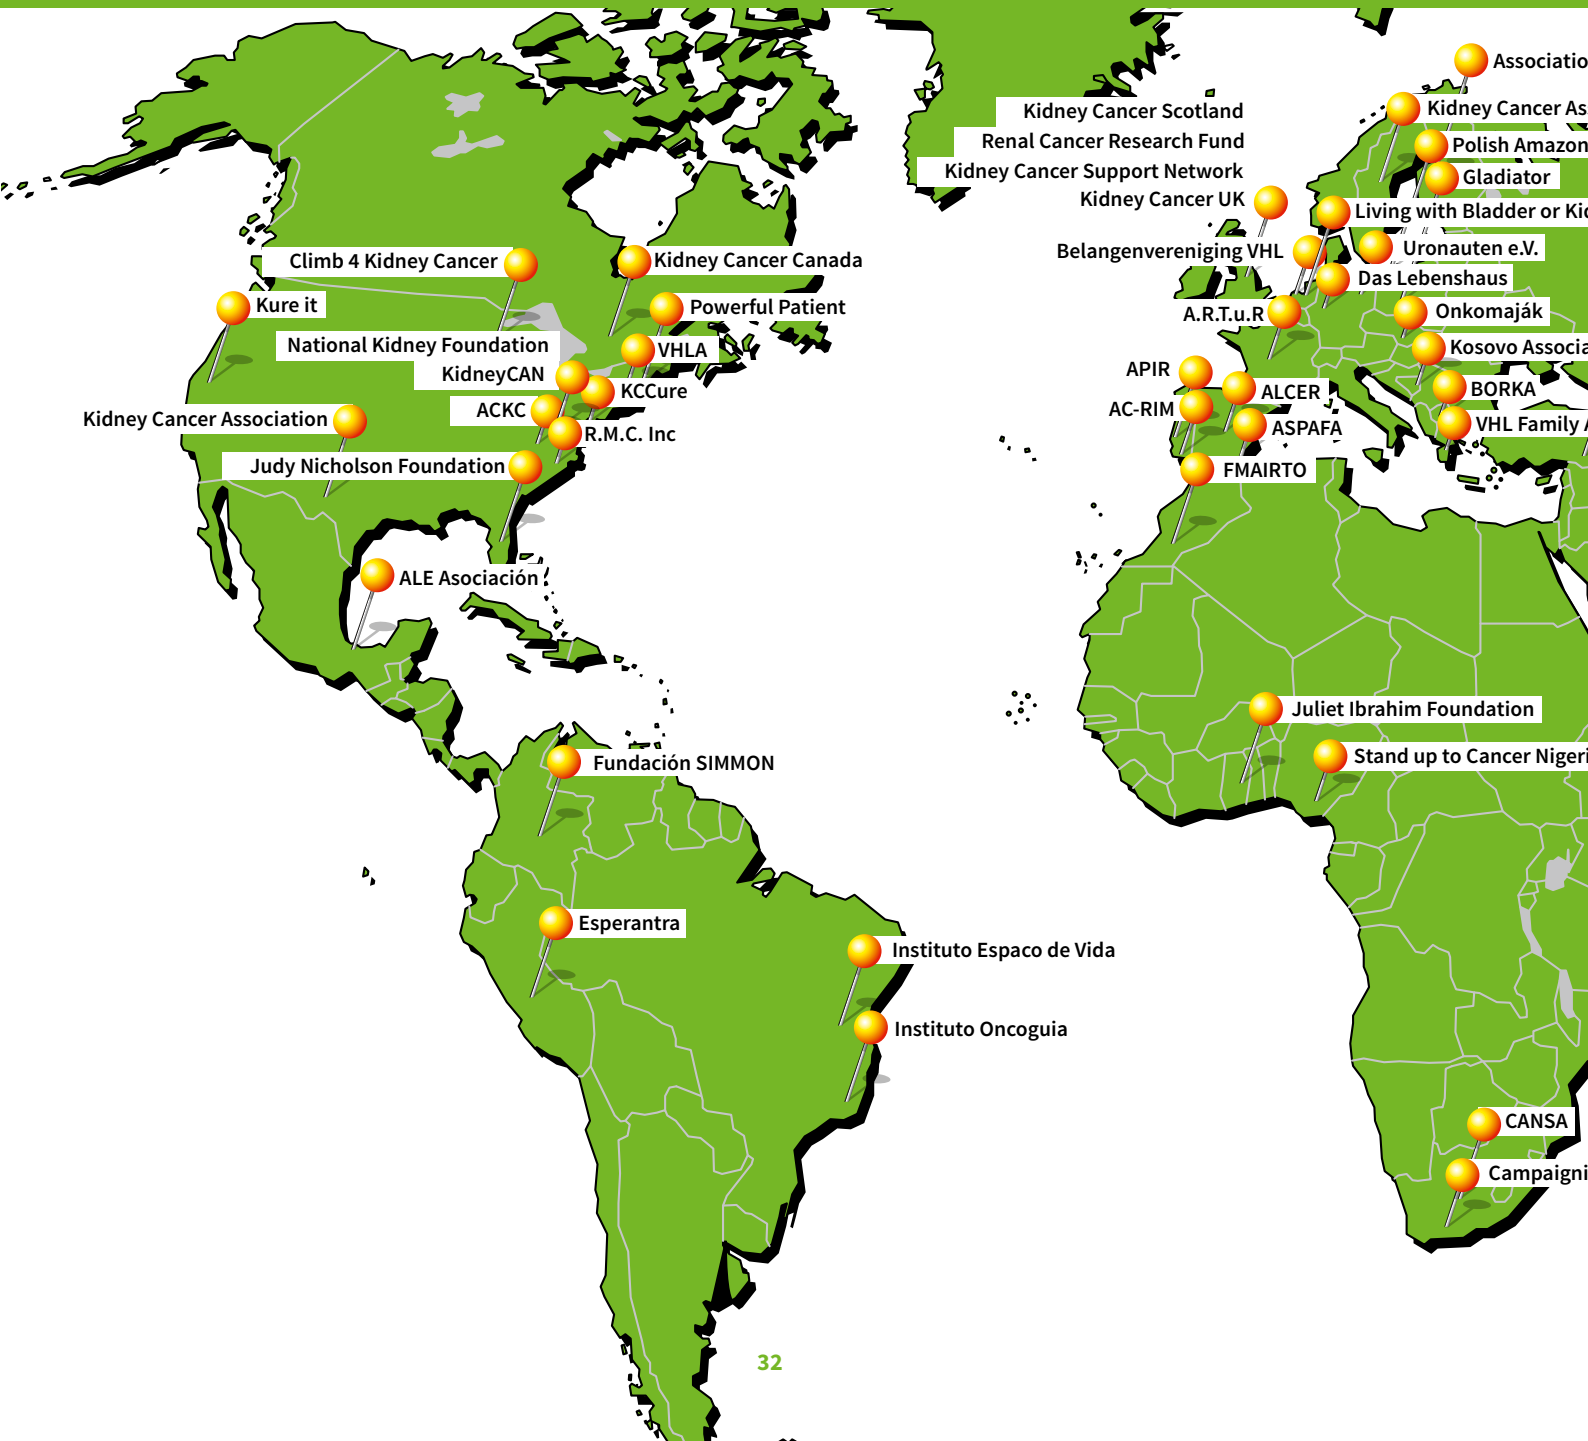 Associatio
Kidney Cancer Scotland
Kidney Cancer As
Renal Cancer Research Fund
Polish Amazon
Kidney Cancer Support Network
Gladiator
Kidney Cancer UK
Living with Bladder or Kid
Belangenvereniging VHL
Uronauten e.V.
Climb 4 Kidney Cancer
Kidney Cancer Canada
Das Lebenshaus
Kure it
Powerful Patient
A.R.T.u.R
Onkomaják
National Kidney Foundation
VHLA
Kosovo Associa
KidneyCAN
APIR
KCCure
ALCER
BORKA
ACKC
AC-RIM
Kidney Cancer Association
R.M.C. Inc
ASPAFA
VHL Family A
Judy Nicholson Foundation
FMAIRTO
ALE Asociación
Juliet Ibrahim Foundation
Fundación SIMMON
Stand up to Cancer Nigeri
Esperantra
Instituto Espaco de Vida
Instituto Oncoguia
CANSA
Campaigni
32